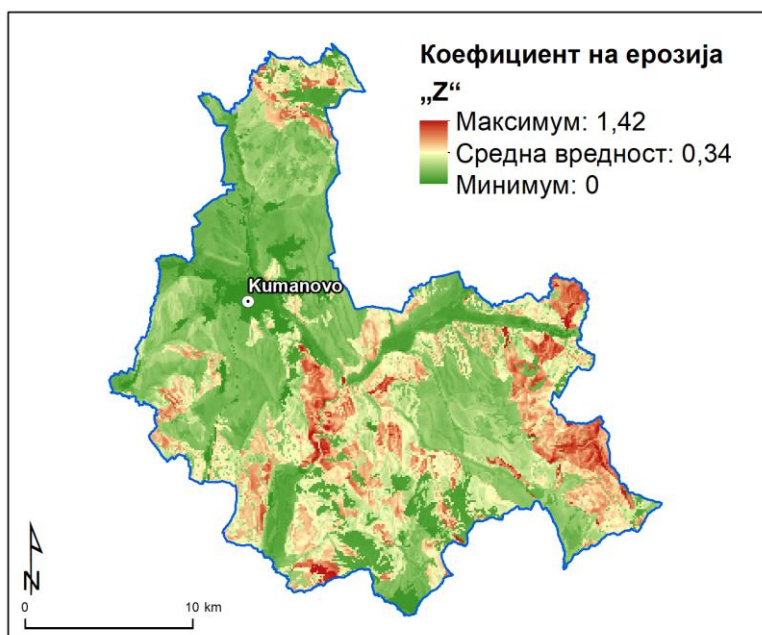 Коефициент на ерозија
„Z“
Максимум: 1,42
Средна вредност: 0,34
Минимум: 0
Kumanovo
N
0 10 km